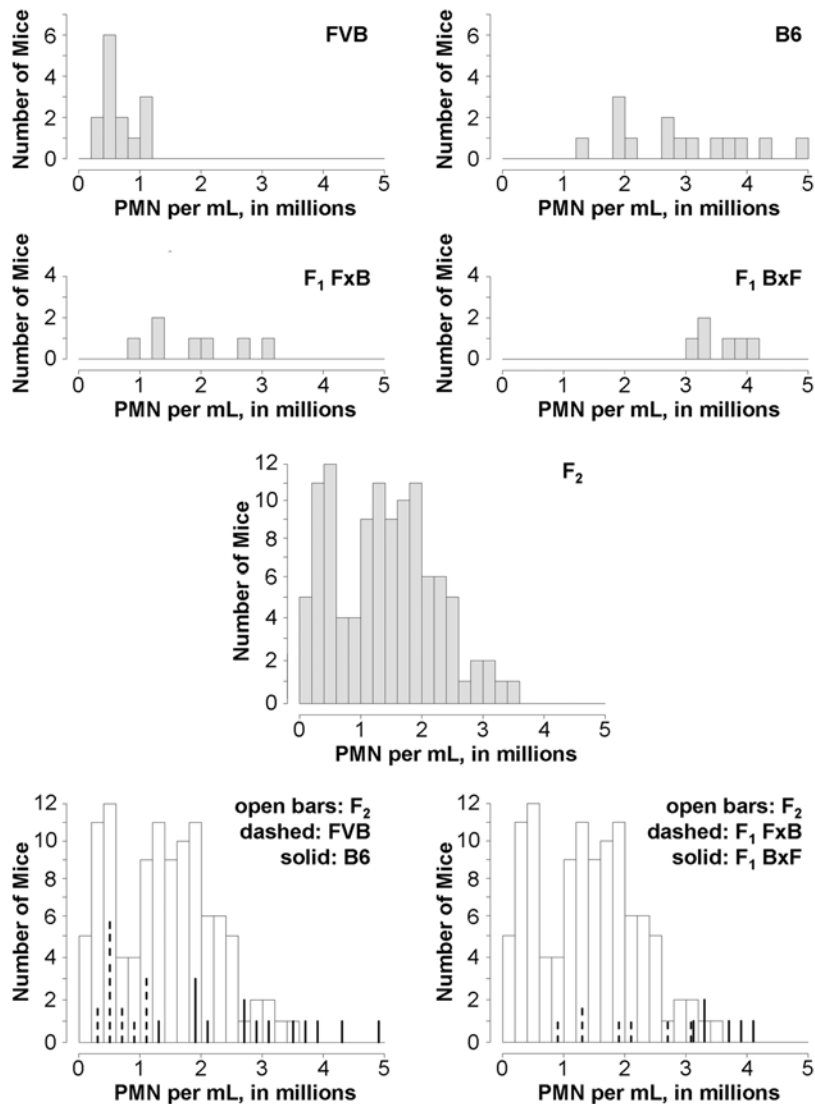 FVB
Number of Mice
6
4
2
0
0 1 2 3 4 5
PMN per mL, in millions
B6
Number of Mice
6
4
2
0
0 1 2 3 4 5
PMN per mL, in millions
F1 FxB
Number of Mice
4
2
0
0 1 2 3 4 5
PMN per mL, in millions
F1 BxF
Number of Mice
4
2
0
0 1 2 3 4 5
PMN per mL, in millions
F2
Number of Mice
12
10
8
6
4
2
0
0 1 2 3 4 5
PMN per mL, in millions
open bars: F2
dashed: FVB
solid: B6
Number of Mice
12
10
8
6
4
2
0
0 1 2 3 4 5
PMN per mL, in millions
open bars: F2
dashed: F1 FxB
solid: F1 BxF
Number of Mice
12
10
8
6
4
2
0
0 1 2 3 4 5
PMN per mL, in millions